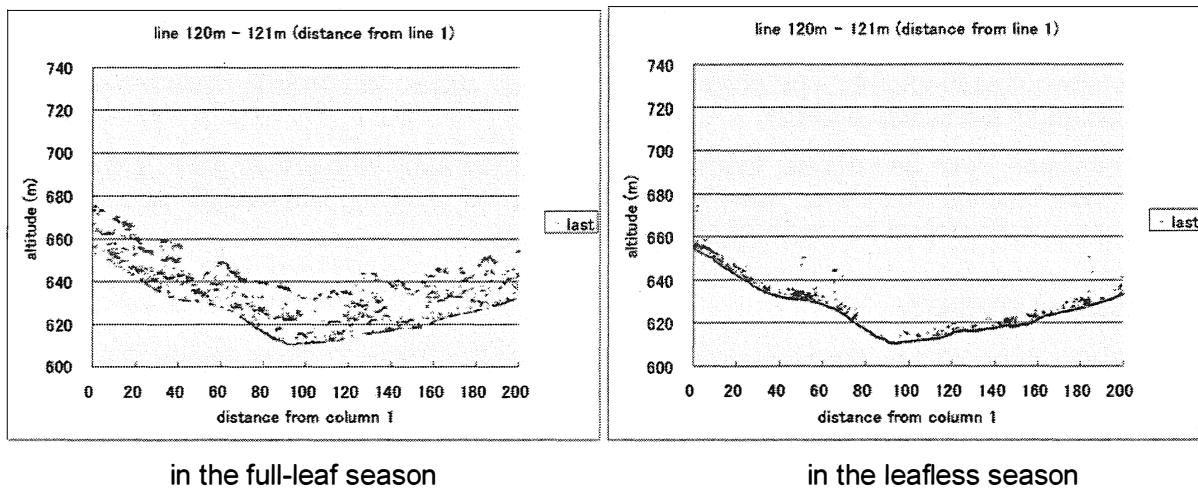 line 120m - 121m (distance from line 1)
740
720
700
680
660
640
620
600
altitude (m)
0 20 40 60 80 100 120 140 160 180 200
distance from column 1
last
in the full-leaf season
line 120m - 121m (distance from line 1)
740
720
700
680
660
640
620
600
altitude (m)
0 20 40 60 80 100 120 140 160 180 200
distance from column 1
last
in the leafless season